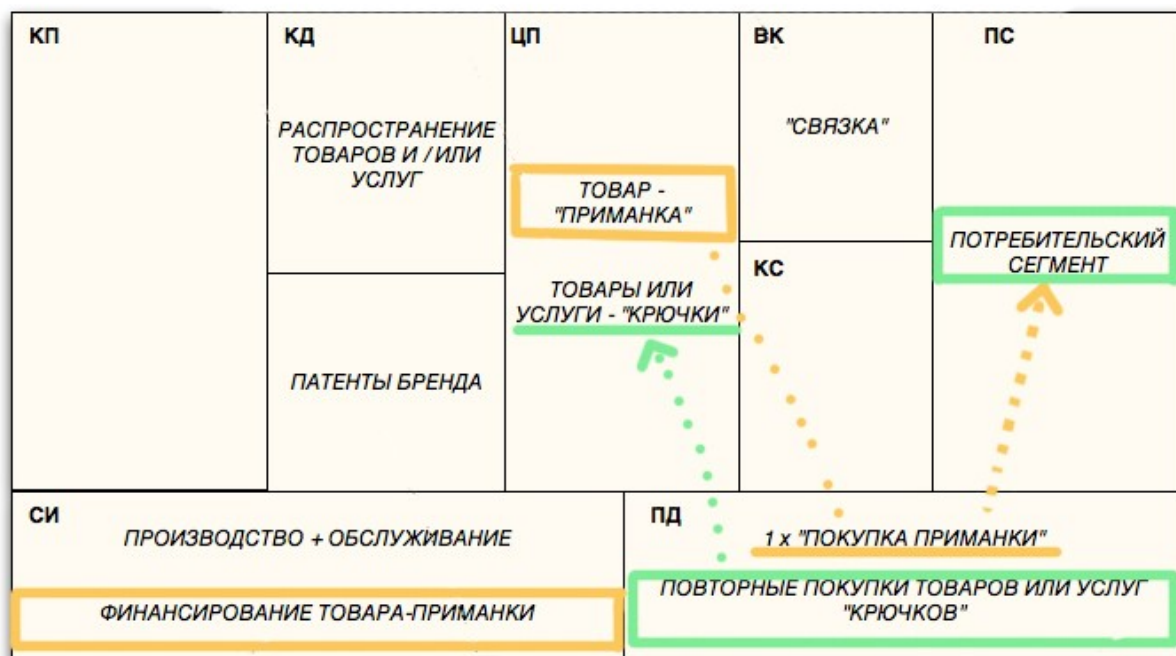 КП
КД
РАСПРОСТРАНЕНИЕ
ТОВАРОВ И / ИЛИ
УСЛУГ
ПАТЕНТЫ БРЕНДА
ЦП
ТОВАР -
"ПРИМАНКА"
ТОВАРЫ ИЛИ
УСЛУГИ - "КРЮЧКИ"
ВК
"СВЯЗКА"
КС
ПС
ПОТРЕБИТЕЛЬСКИЙ
СЕГМЕНТ
СИ
ПРОИЗВОДСТВО + ОБСЛУЖИВАНИЕ
ФИНАНСИРОВАНИЕ ТОВАРА-ПРИМАНКИ
ПД
1 x "ПОКУПКА ПРИМАНКИ"
ПОВТОРНЫЕ ПОКУПКИ ТОВАРОВ ИЛИ УСЛУГ
"КРЮЧКОВ"